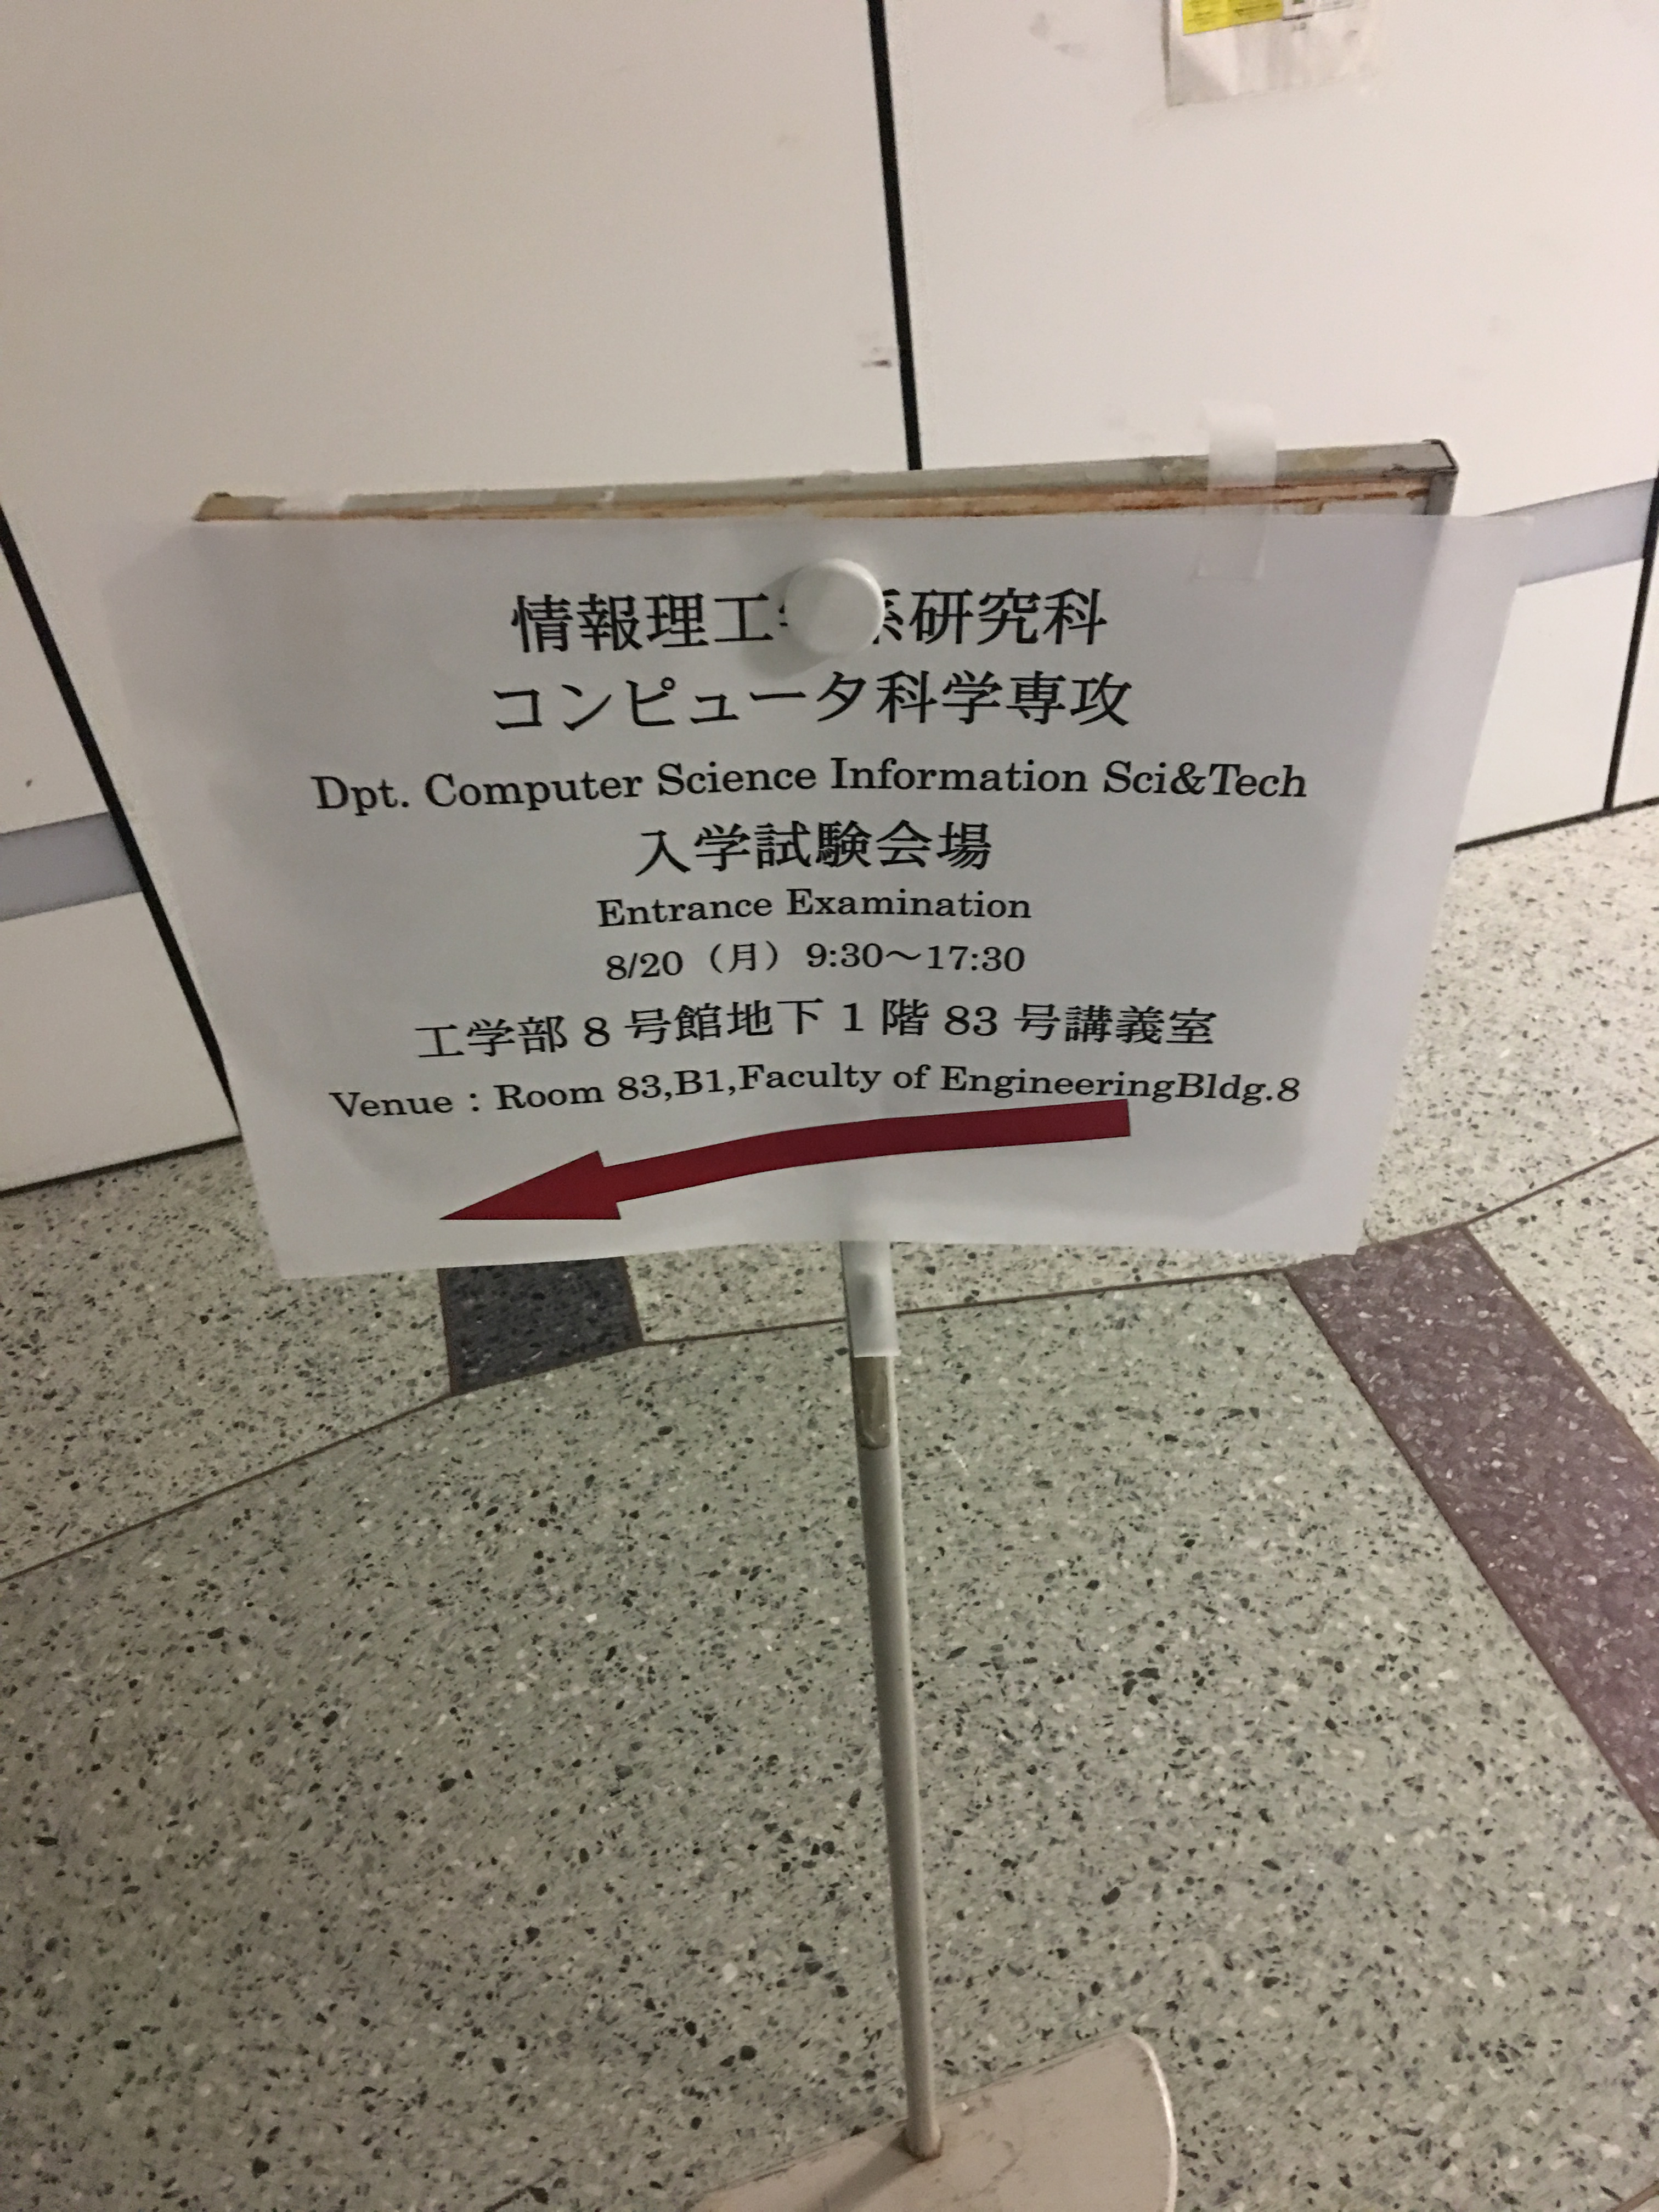 情報理工 系研究科
コンピュータ科学専攻
Dpt. Computer Science Information Sci&Tech
入学試験会場
Entrance Examination
8/20（月）9:30～17:30
工学部 8 号館地下 1 階 83 号講義室
Venue : Room 83,B1,Faculty of EngineeringBldg.8